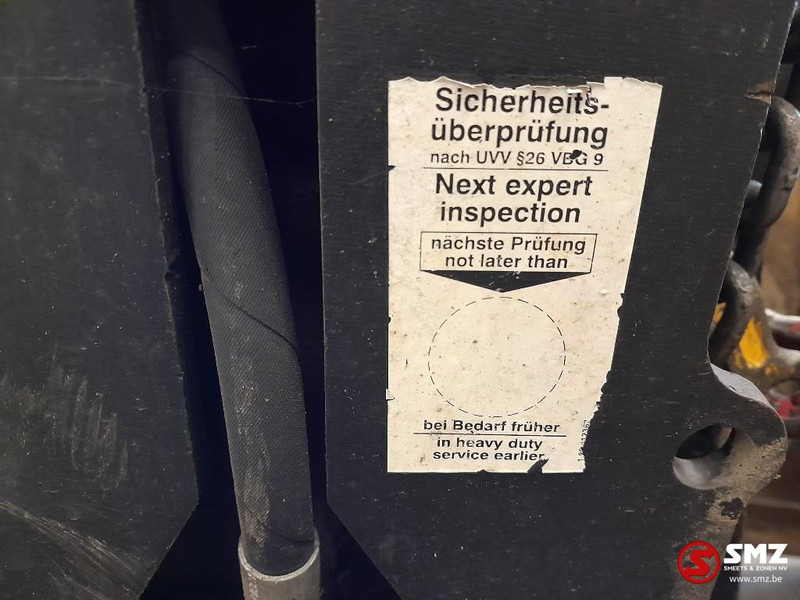 Sicherheits-
überprüfung
nach UVV §26 VBG 9
Next expert
inspection
nächste Prüfung
not later than
bei Bedarf früher
in heavy duty
service earlier
SMZ
SMEETS & ZONEN NV
www.smz.be